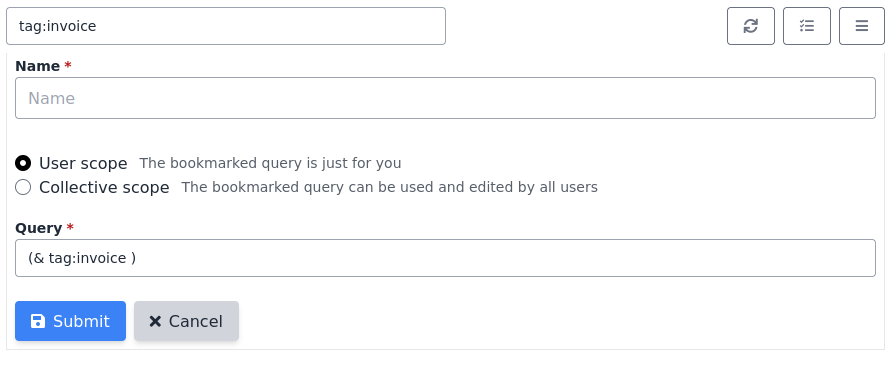 tag:invoice
Name *
Name
User scope The bookmarked query is just for you
Collective scope The bookmarked query can be used and edited by all users
Query *
(& tag:invoice )
Submit Cancel